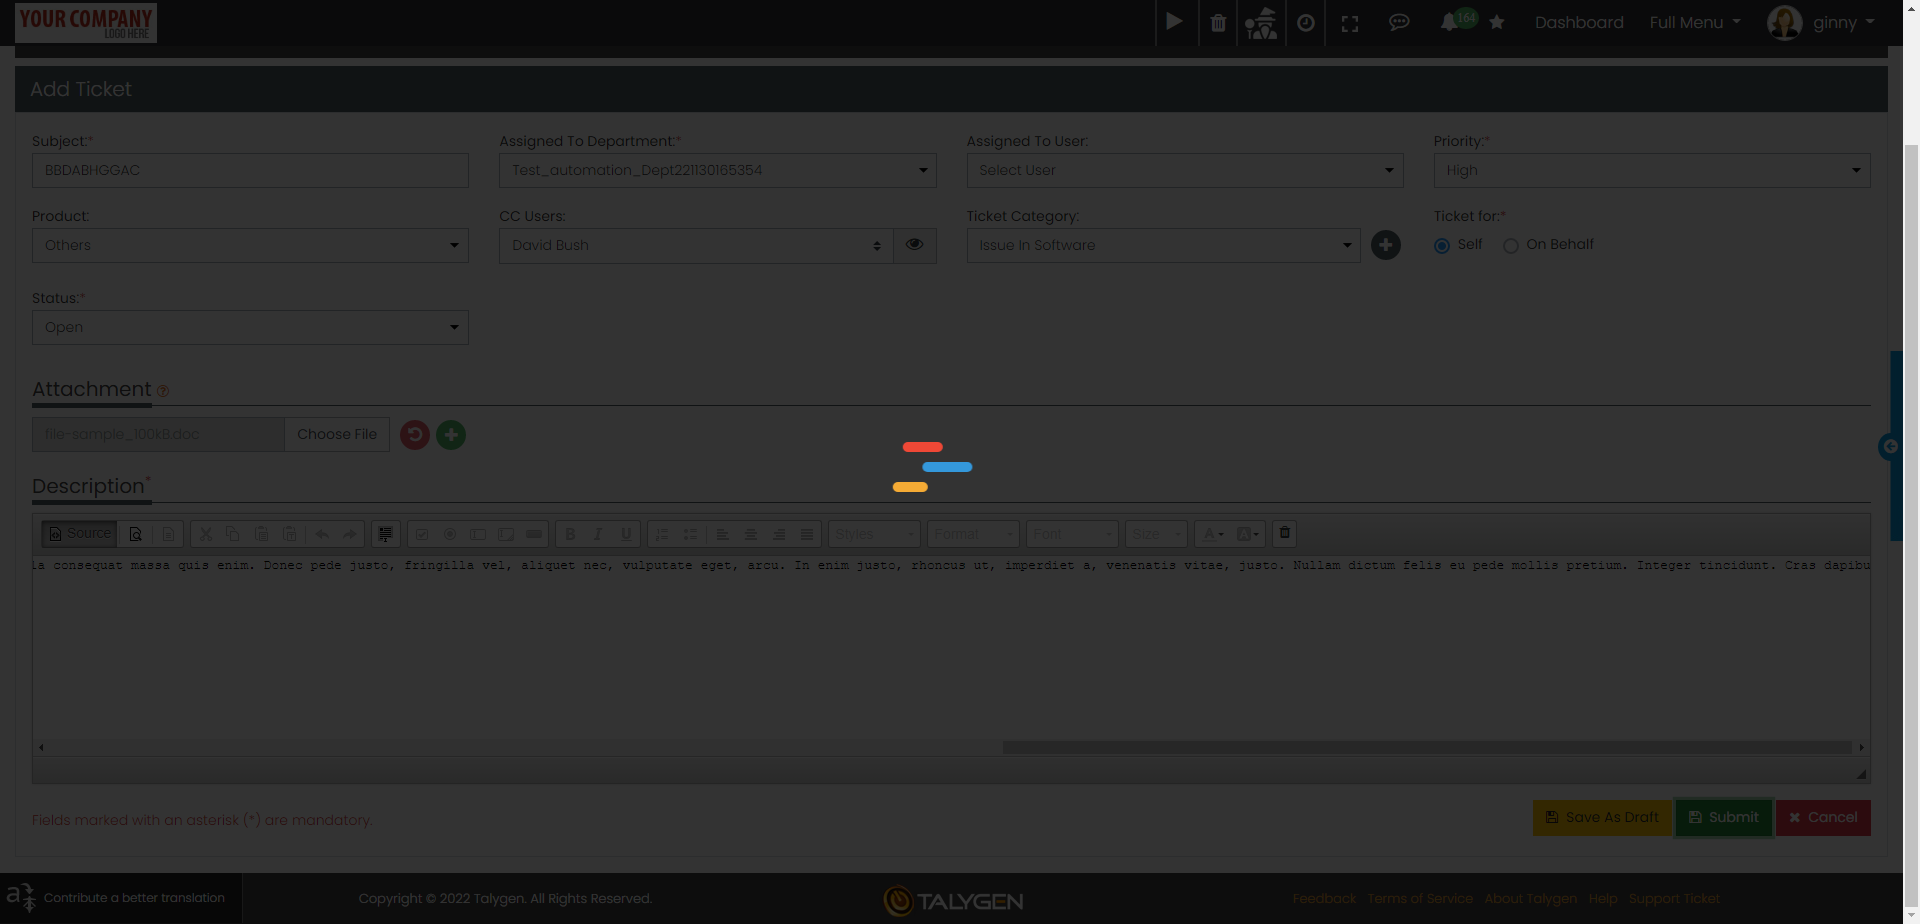 YOUR COMPANY
LOGO HERE
164
Dashboard
Full Menu
ginny
Add Ticket
Subject:*
Assigned To Department:*
Assigned To User:
Priority:*
BBDABHGGAC
Test_automation_Dept221130165354
Select User
High
Product:
CC Users:
Ticket Category:
Ticket for:*
Others
David Bush
Issue In Software
Self
On Behalf
Status:*
Open
Attachment
file-sample_100kB.doc
Choose File
Description*
Source
B I U
Styles
Format
Font
Size
A
A
la consequat massa quis enim. Donec pede justo, fringilla vel, aliquet nec, vulputate eget, arcu. In enim justo, rhoncus ut, imperdiet a, venenatis vitae, justo. Nullam dictum felis eu pede mollis pretium. Integer tincidunt. Cras dapibu
Fields marked with an asterisk (*) are mandatory.
Save As Draft
Submit
Cancel
Contribute a better translation
Copyright © 2022 Talygen. All Rights Reserved.
TALYGEN
Feedback
Terms of Service
About Talygen
Help
Support Ticket